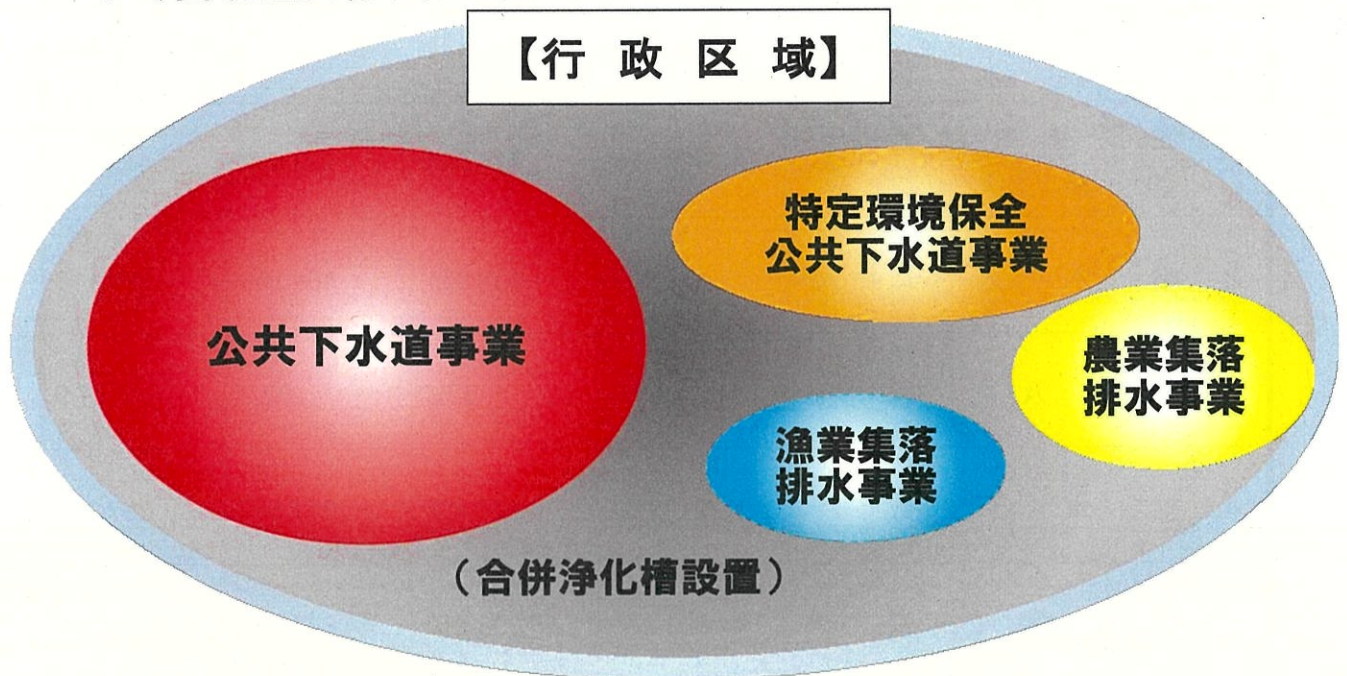 【行 政 区 域】
特定環境保全
公共下水道事業
公共下水道事業
農業集落
排水事業
漁業集落
排水事業
（合併浄化槽設置）